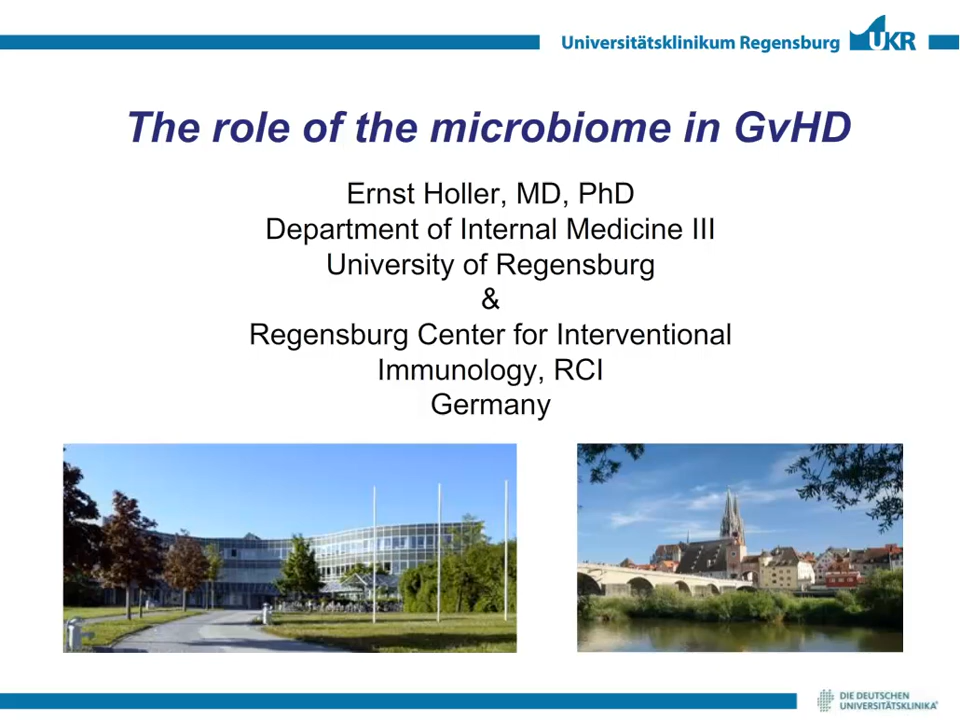 Universitätsklinikum Regensburg UKR
The role of the microbiome in GvHD
Ernst Holler, MD, PhD
Department of Internal Medicine III
University of Regensburg
&
Regensburg Center for Interventional
Immunology, RCI
Germany
DIE DEUTSCHEN
UNIVERSITÄTSKLINIKA®